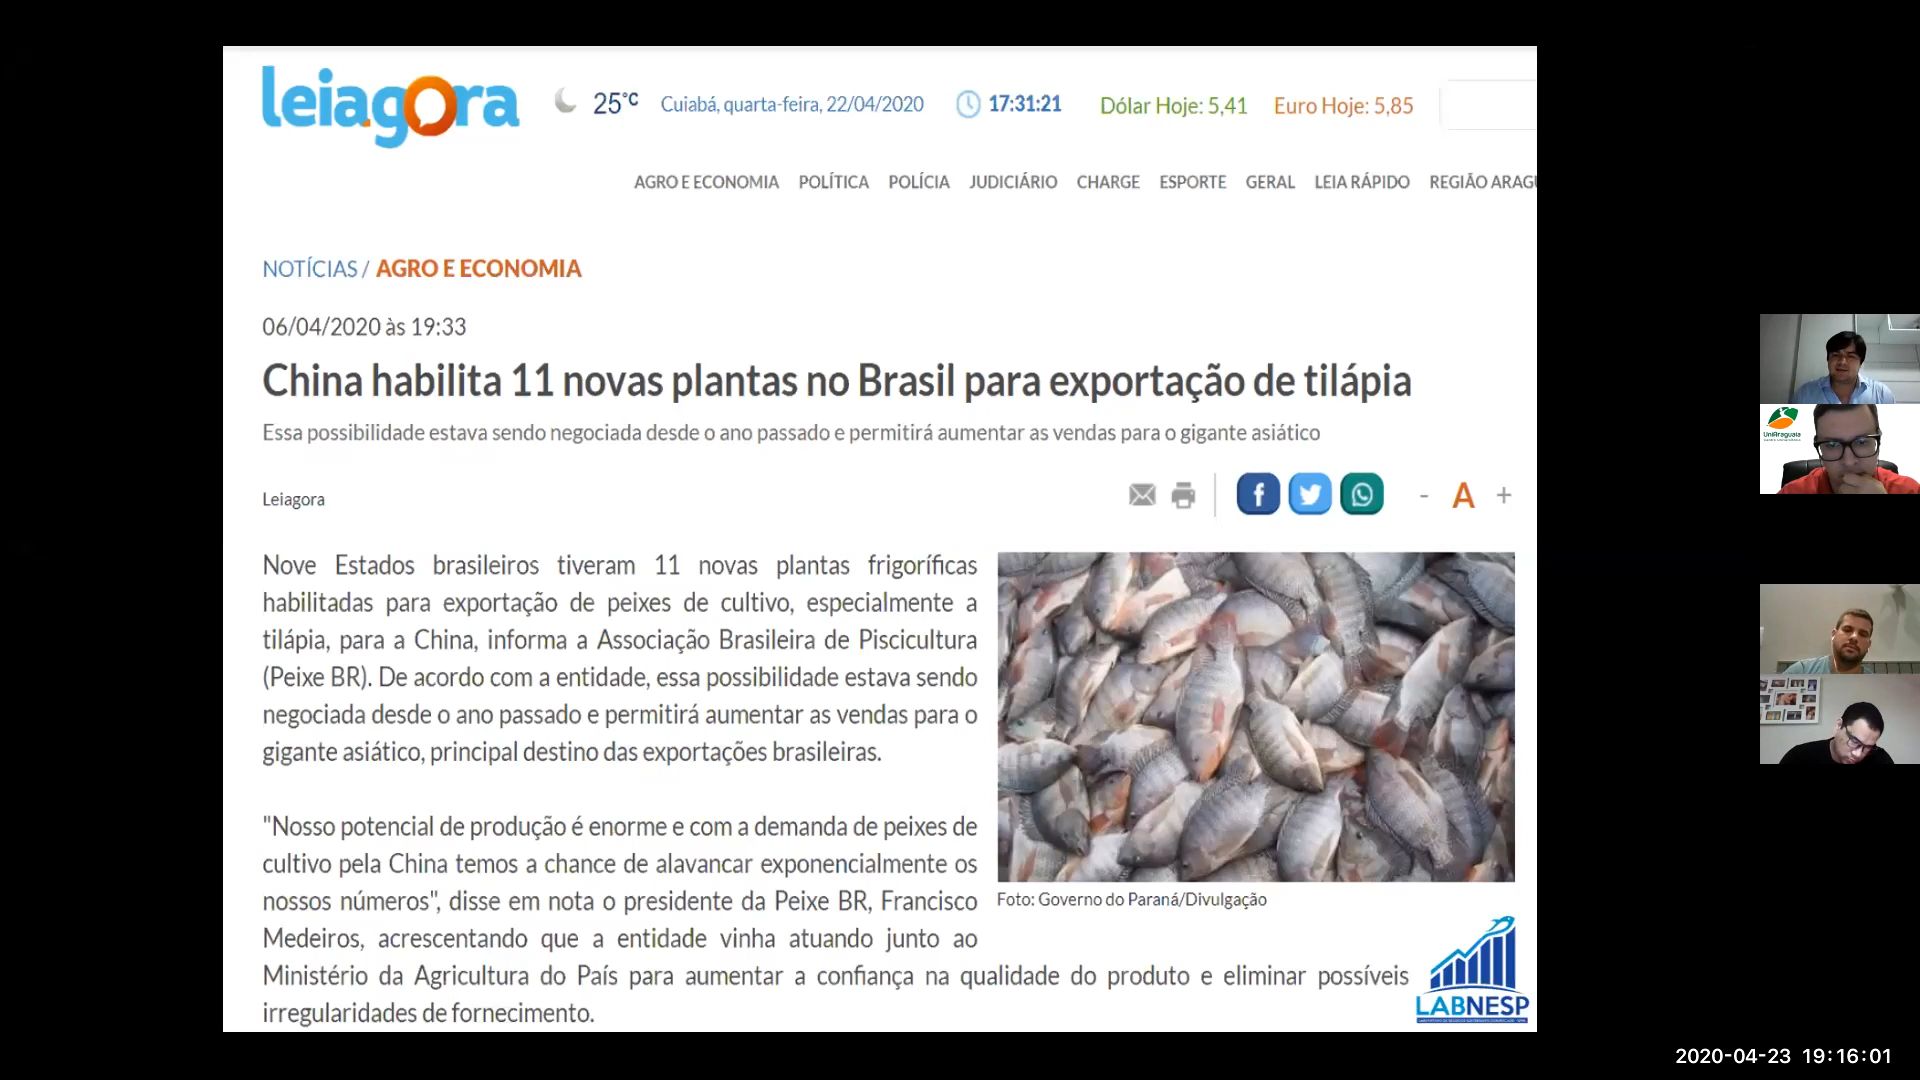 leiagora
25°C
Cuiabá, quarta-feira, 22/04/2020
17:31:21
Dólar Hoje: 5,41
Euro Hoje: 5,85
AGRO E ECONOMIA POLÍTICA POLÍCIA JUDICIÁRIO CHARGE ESPORTE GERAL LEIA RÁPIDO REGIÃO ARAGU
NOTÍCIAS / AGRO E ECONOMIA
06/04/2020 às 19:33
China habilita 11 novas plantas no Brasil para exportação de tilápia
Essa possibilidade estava sendo negociada desde o ano passado e permitirá aumentar as vendas para o gigante asiático
Leiagora
- A +
Nove Estados brasileiros tiveram 11 novas plantas frigoríficas
habilitadas para exportação de peixes de cultivo, especialmente a
tilápia, para a China, informa a Associação Brasileira de Piscicultura
(Peixe BR). De acordo com a entidade, essa possibilidade estava sendo
negociada desde o ano passado e permitirá aumentar as vendas para o
gigante asiático, principal destino das exportações brasileiras.
"Nosso potencial de produção é enorme e com a demanda de peixes de
cultivo pela China temos a chance de alavancar exponencialmente os
nossos números", disse em nota o presidente da Peixe BR, Francisco
Medeiros, acrescentando que a entidade vinha atuando junto ao
Ministério da Agricultura do País para aumentar a confiança na qualidade do produto e eliminar possíveis
irregularidades de fornecimento.
Foto: Governo do Paraná/Divulgação
LABNESP
UniAraguaia
2020-04-23 19:16:01